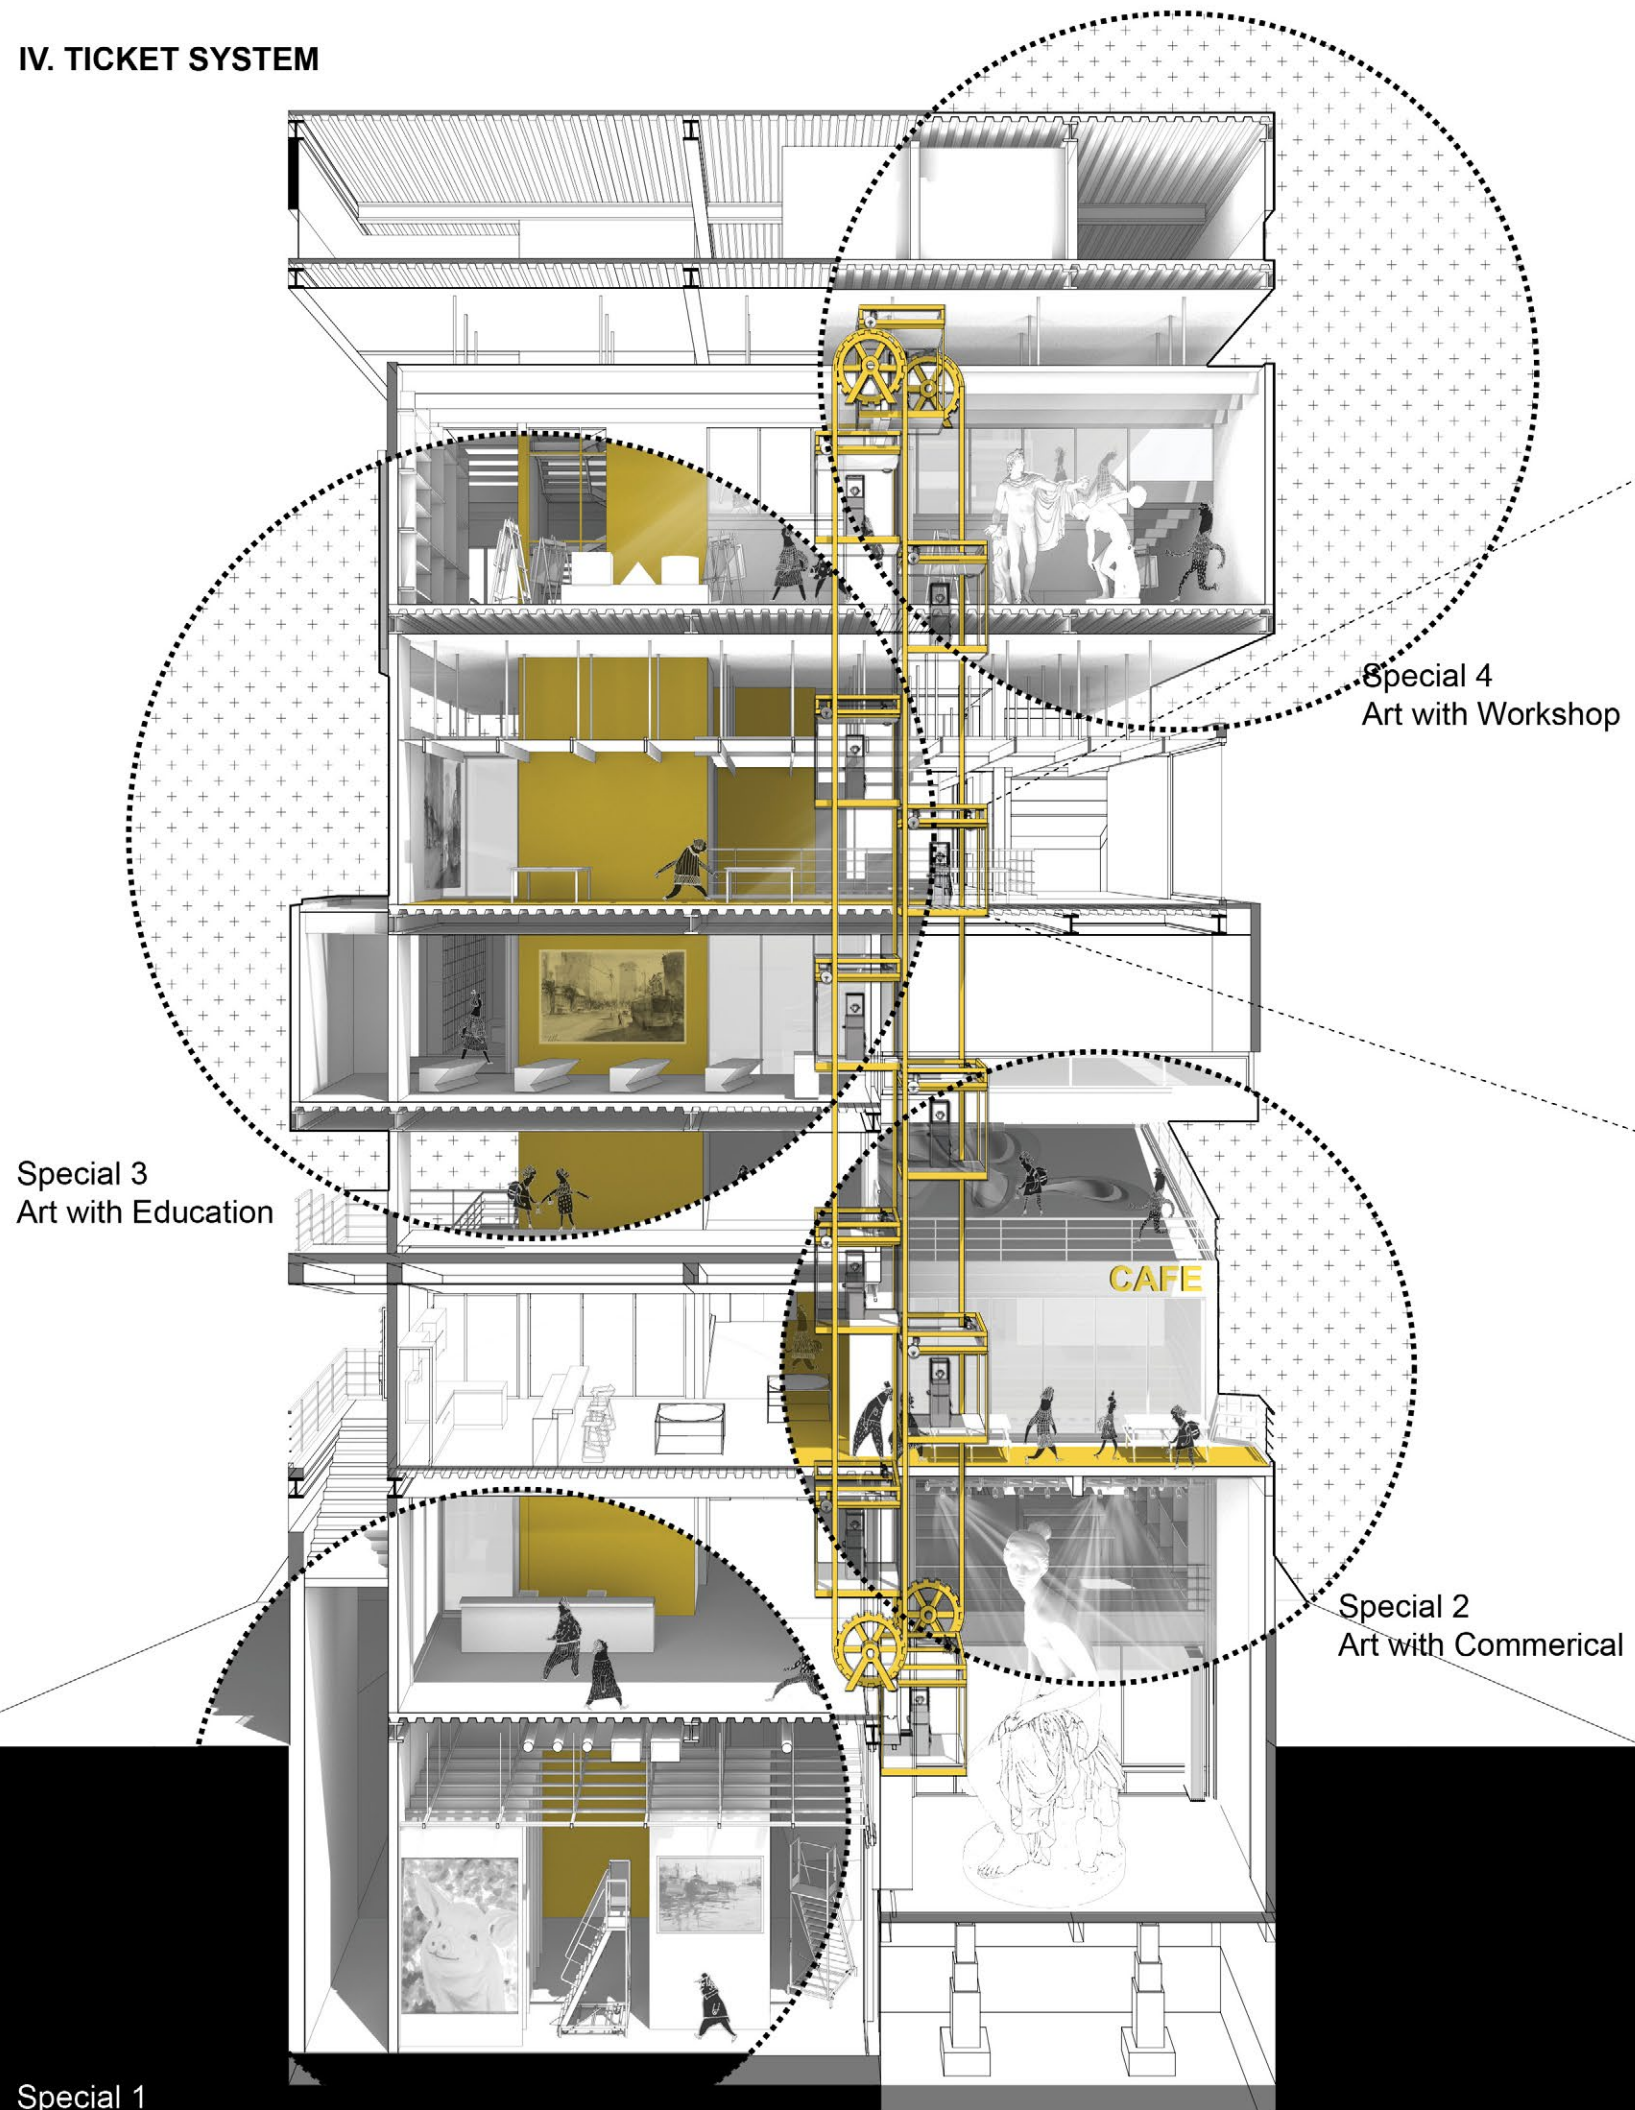 IV. TICKET SYSTEM
Special 4
Art with Workshop
Special 3
Art with Education
CAFE
Special 2
Art with Commerical
Special 1